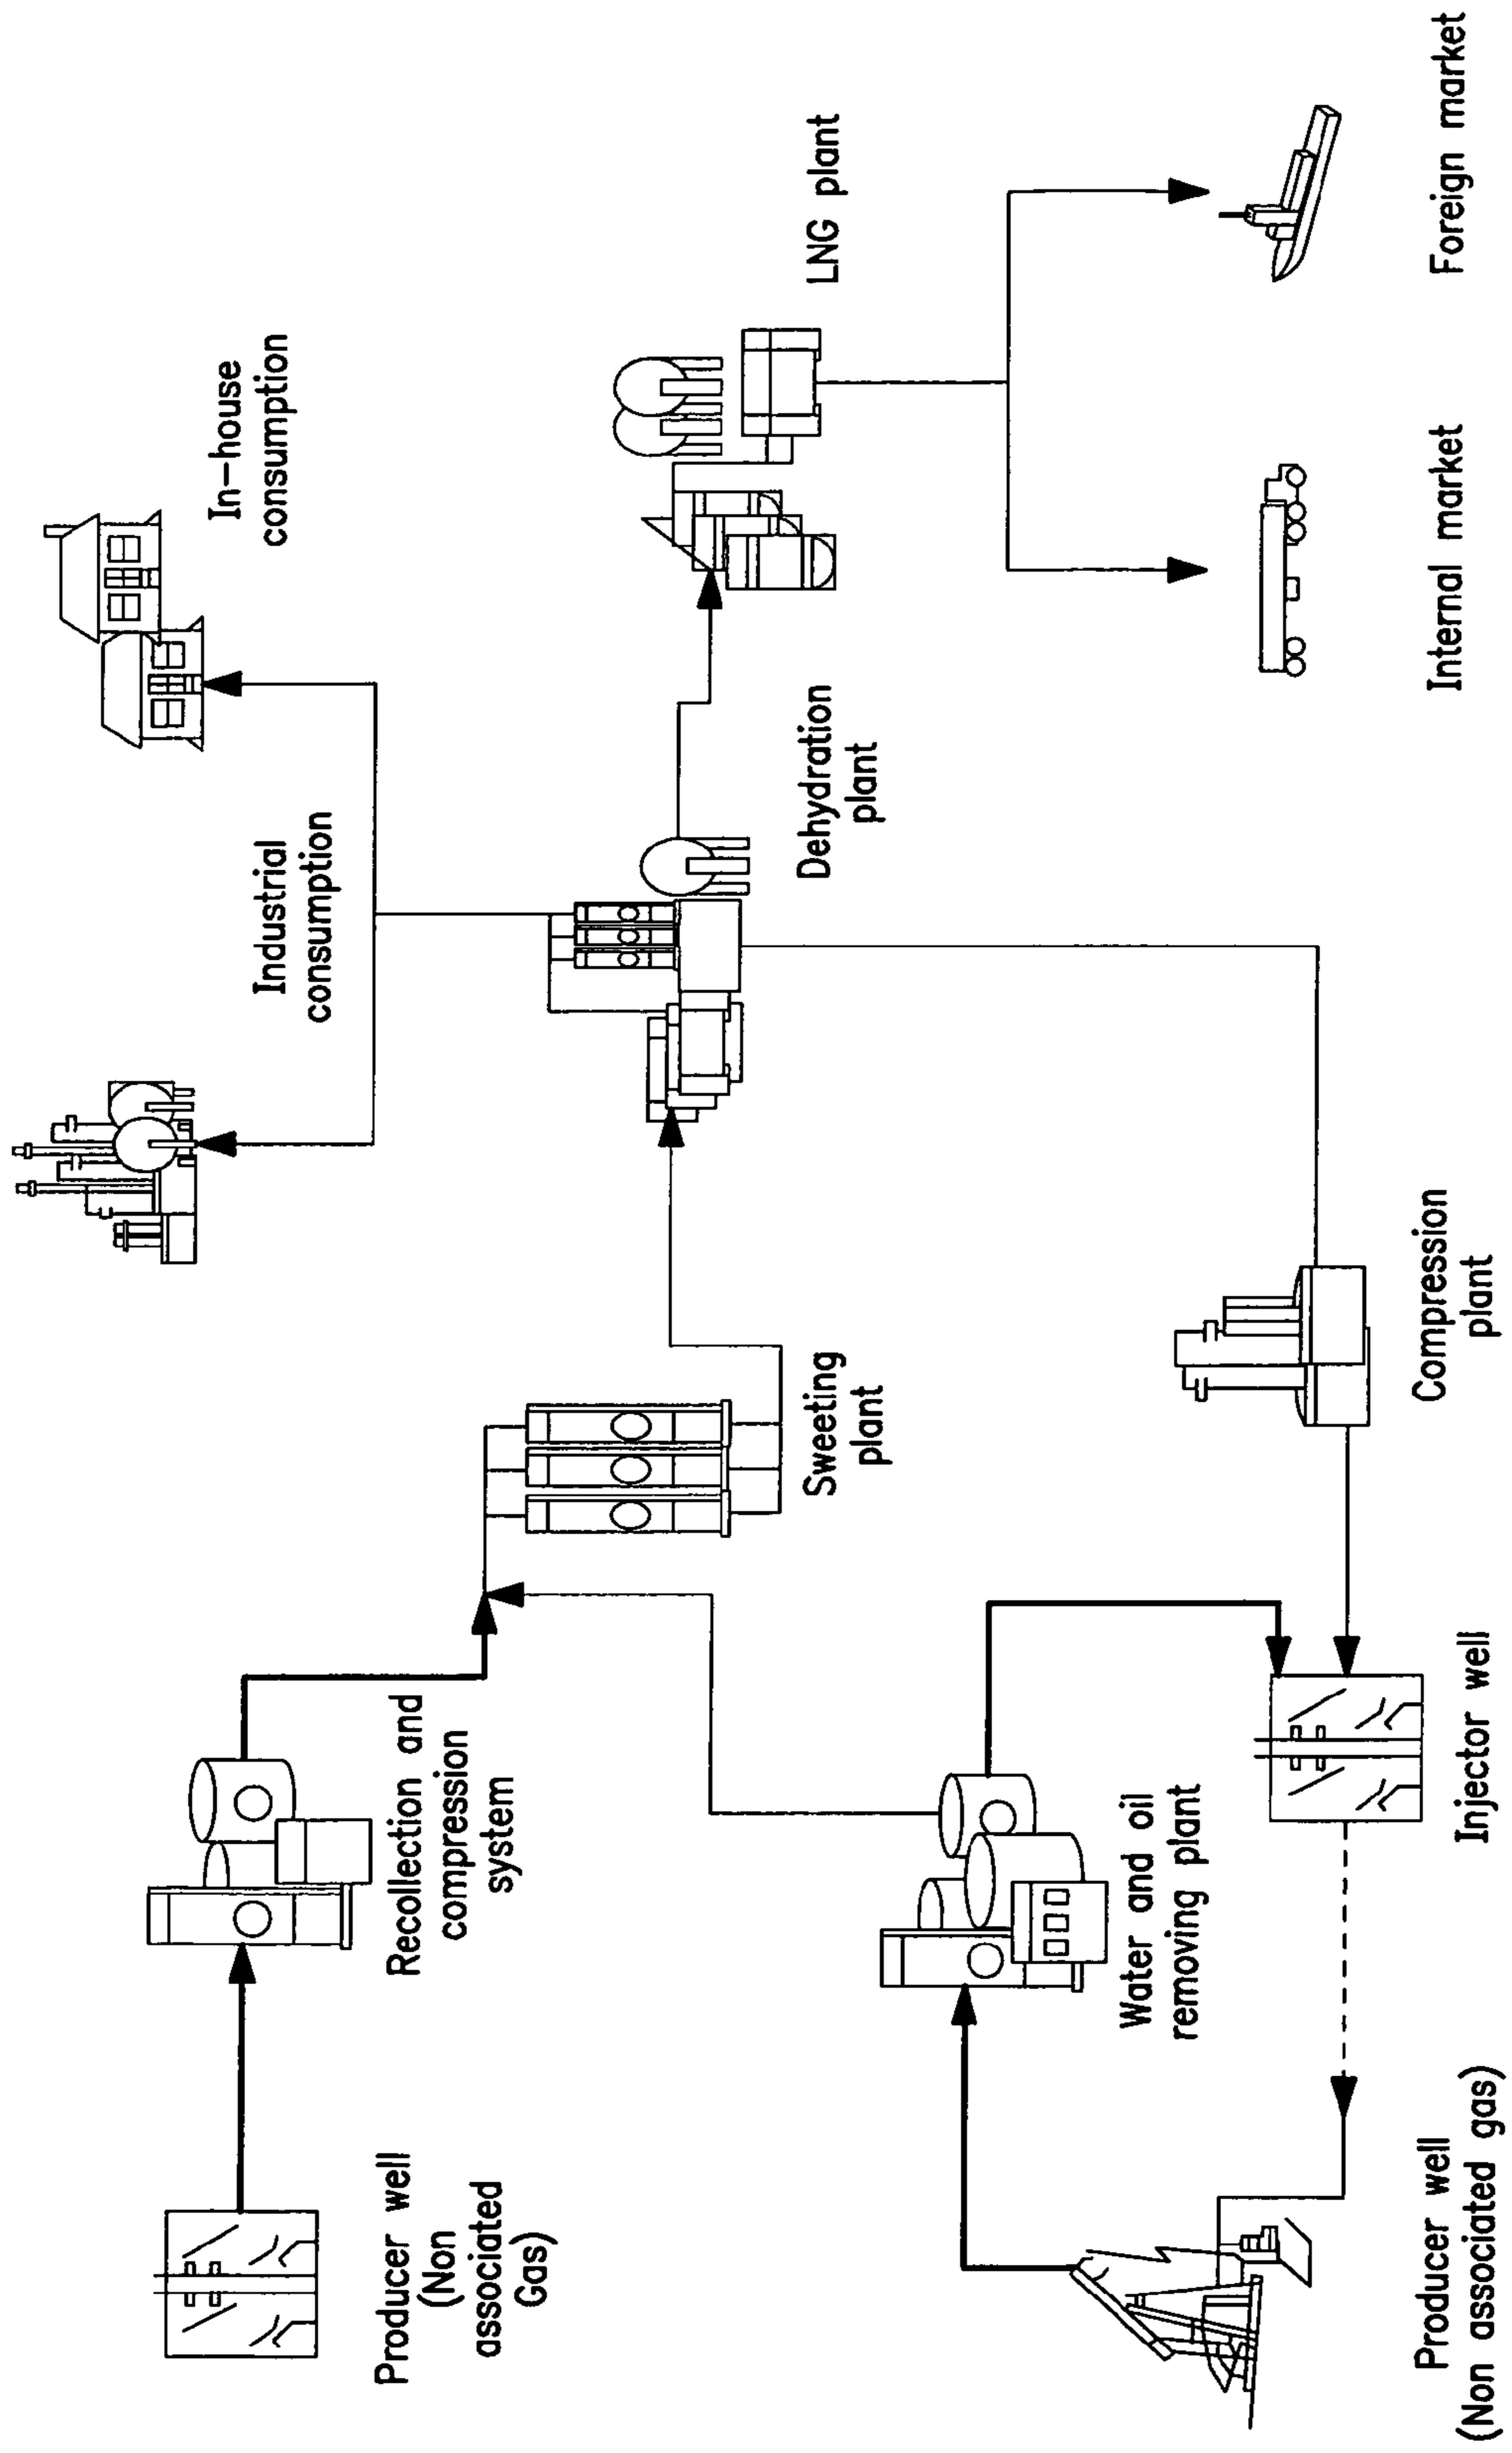 In-house
consumption
Industrial
consumption
Recollection and
compression
system
Producer well
(Non
associated
Gas)
LNG plant
Dehydration
plant
Sweeting
plant
Water and oil
removing plant
Foreign market
Internal market
Compression
plant
Injector well
Producer well
(Non associated gas)